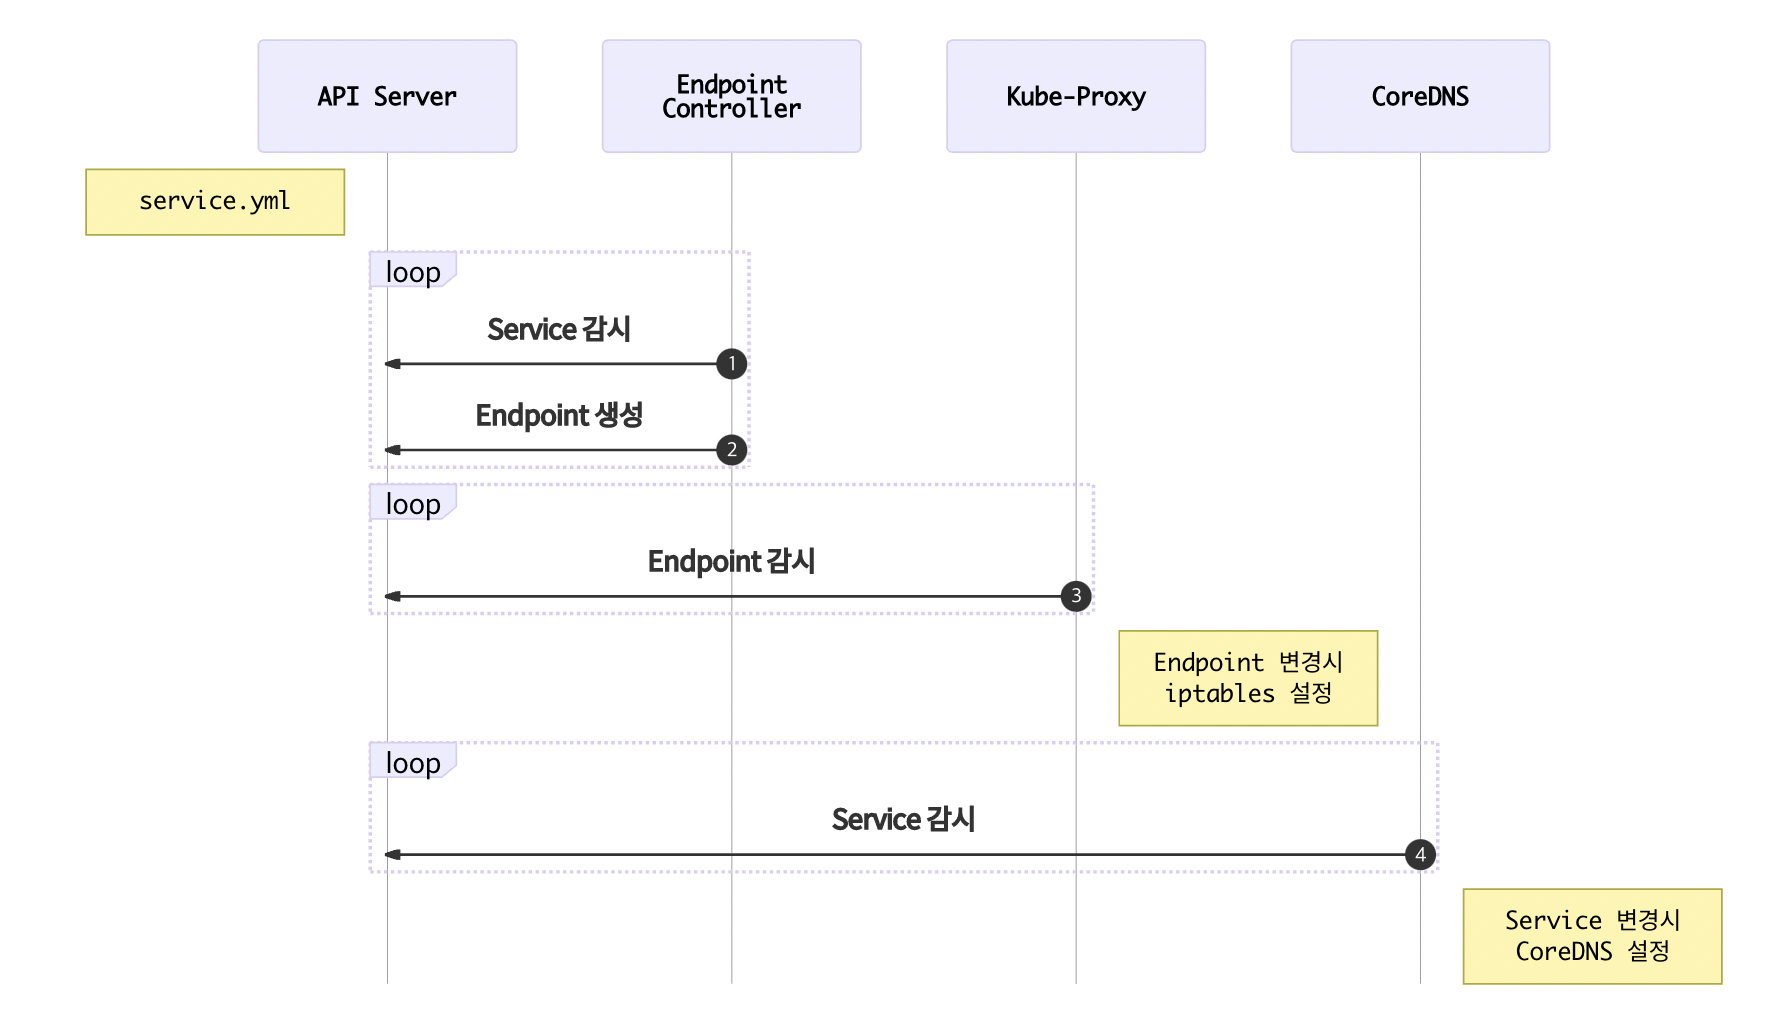 API Server
Endpoint
Controller
Kube-Proxy
CoreDNS
service.yml
loop
Service 감시
1
Endpoint 생성
2
loop
Endpoint 감시
3
Endpoint 변경시
iptables 설정
loop
Service 감시
4
Service 변경시
CoreDNS 설정